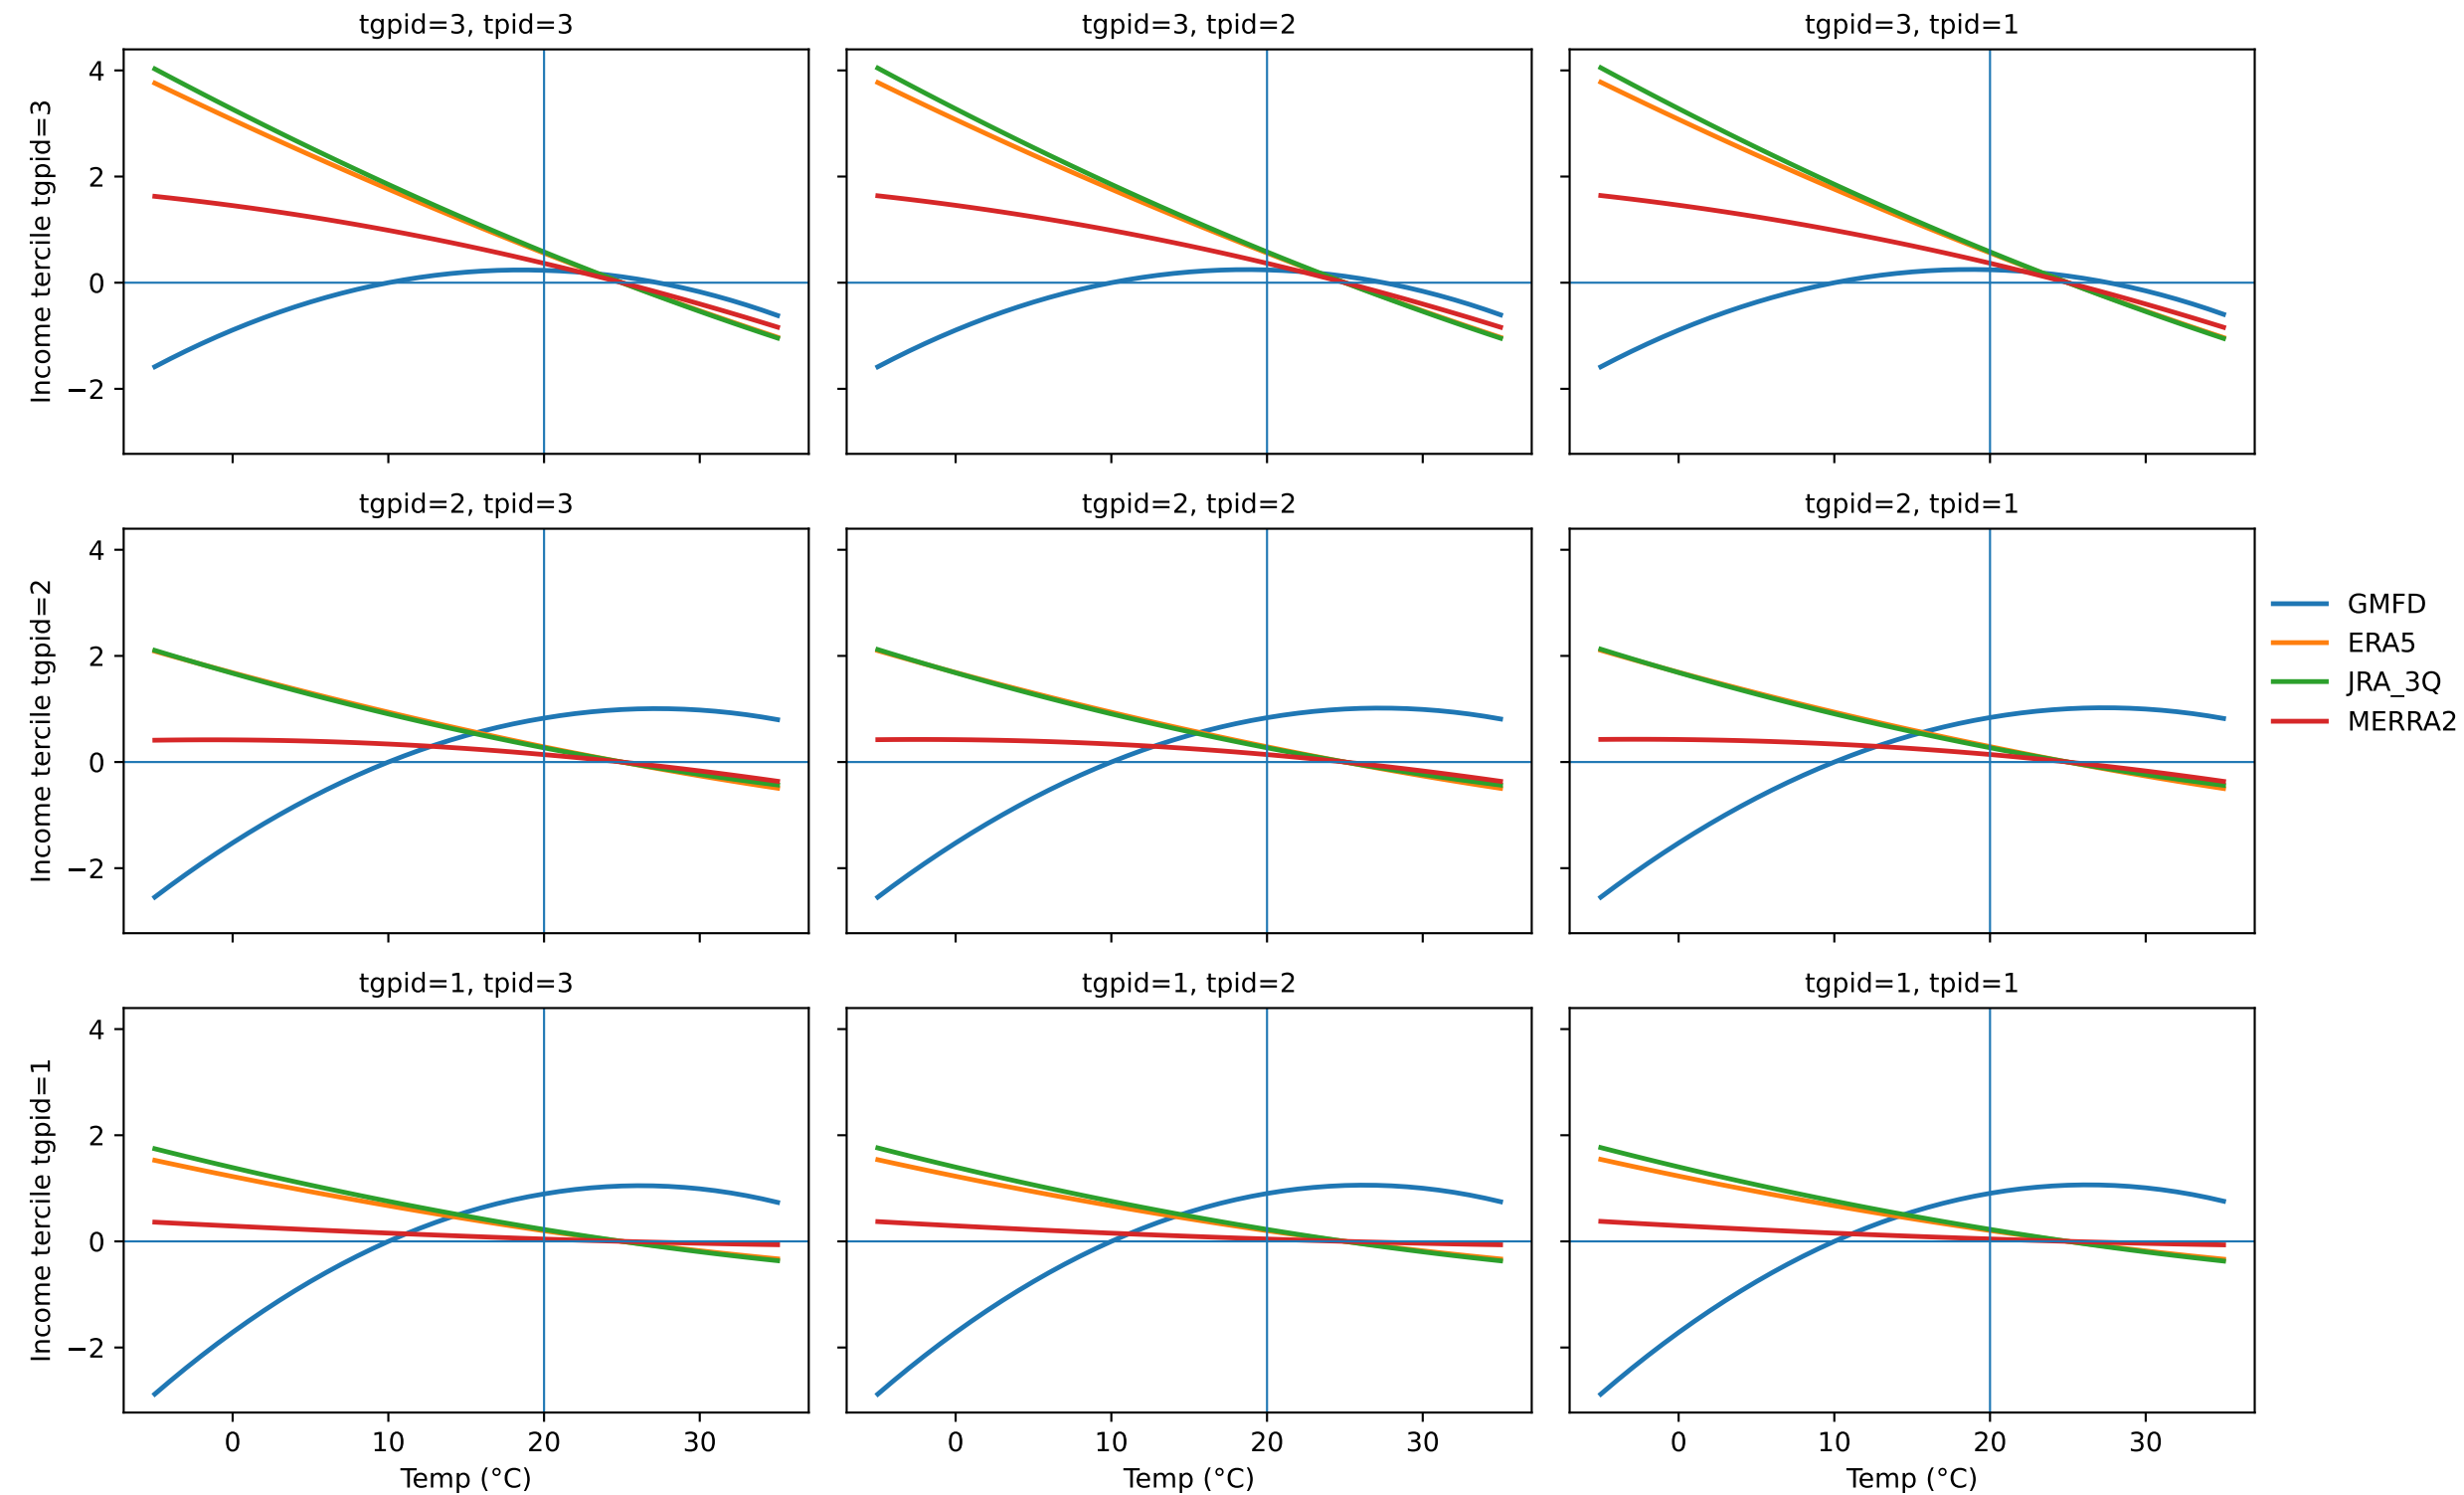 tgpid=3, tpid=3
tgpid=3, tpid=2
tgpid=3, tpid=1
Income tercile tgpid=3
4
2
0
−2
tgpid=2, tpid=3
tgpid=2, tpid=2
tgpid=2, tpid=1
Income tercile tgpid=2
4
2
0
−2
GMFD
ERA5
JRA_3Q
MERRA2
tgpid=1, tpid=3
tgpid=1, tpid=2
tgpid=1, tpid=1
Income tercile tgpid=1
4
2
0
−2
0 10 20 30
0 10 20 30
0 10 20 30
Temp (°C)
Temp (°C)
Temp (°C)